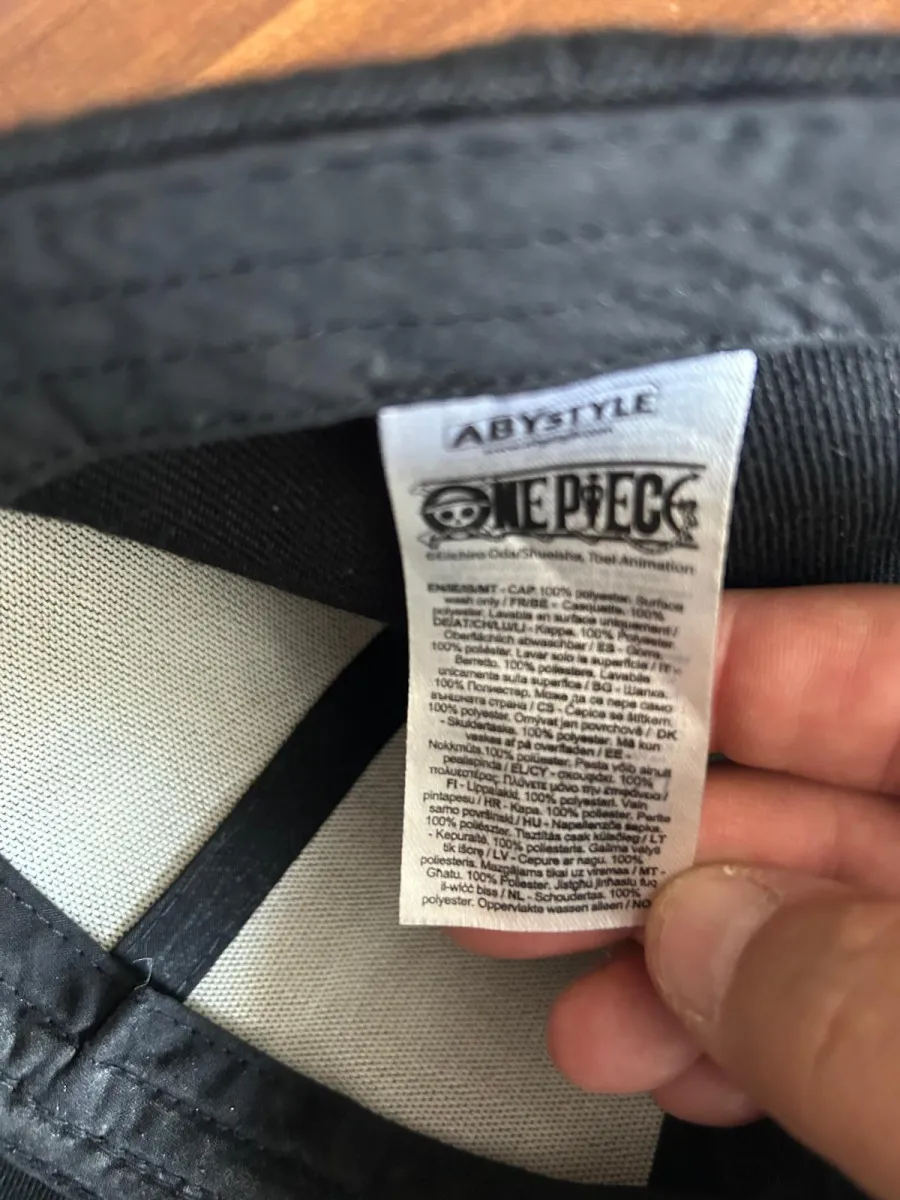 ABYSTYLE
ONE PIECE
©Eiichiro Oda/Shueisha, Toei Animation
- CAP. 100% polyester. Surface
wash only / FR/BE - Casquette. 100%
polyester. Lavable en surface uniquement /
DE/AT/CH/LU/LI - Kappe. 100% Polyester.
Oberflächlich abwaschbar / ES - Gorra.
100% poliéster. Lavar solo la superficie / IT -
Berretto. 100% poliestere. Lavabile
unicamente sulla superficie / BG - Шапка.
100% Полиестер. Може да се пере само
външната страна / CS - Čepice se štítkem.
100% polyester. Omývat jen povrchově / DK
- 100% polyester. Må kun
vaskes af på overfladen / EE -
Nokkmüts. 100% polüester. Pesta võib ainult
pealispinda / EL/CY - σκουφάκι. 100%
πολυεστέρας. Πλύνετε μόνο την επιφάνεια /
FI - Lippalakki. 100% polyesteri. Vain
pintapesu / HR - Kapa. 100% poliester. Perite
samo površinski / HU - Napellenzős sapka.
100% poliészter. Tisztítás csak külsőleg / LT
- Kepuraitė. 100% poliesteris. Galima valyti
tik išorę / LV - Cepure ar nagu. 100%
poliesteris. Mazgājams tikai uz virsmas / MT -
Għatu. 100% Poliester. Jistgħu jinħaslu fuq
il-wiċċ biss / NL - 100%
polyester. Oppervlakte wassen alleen / NO